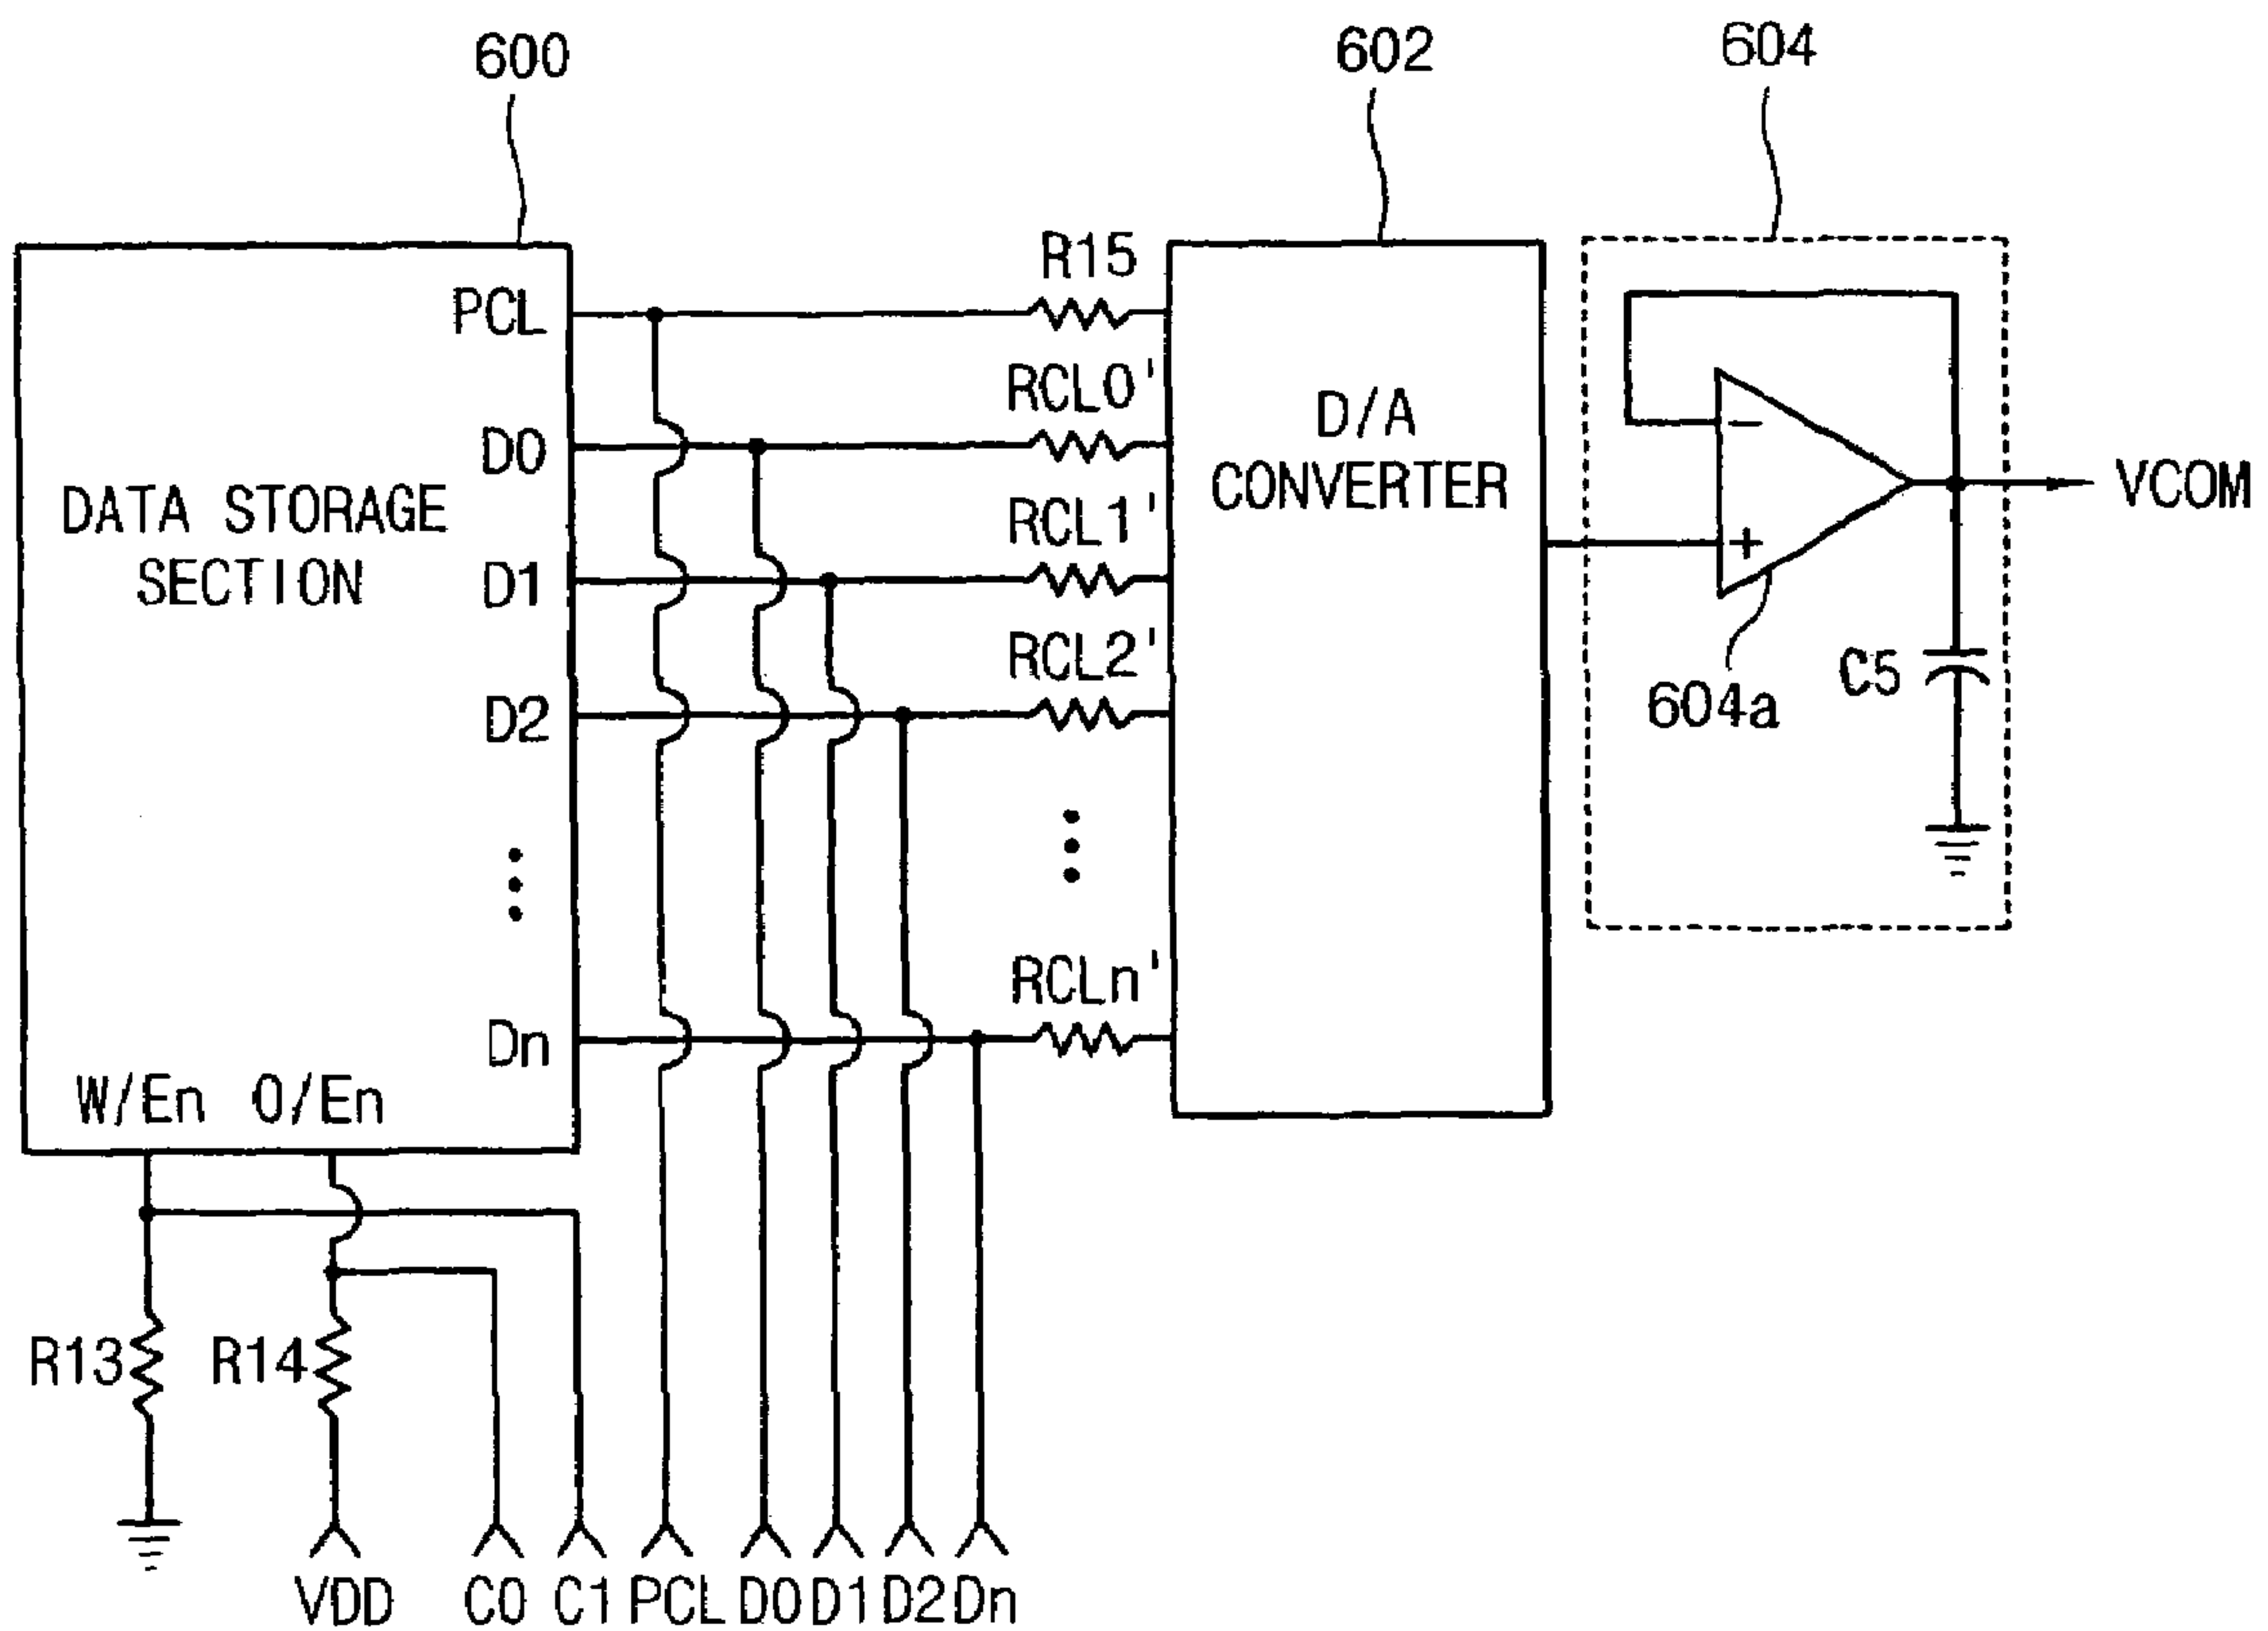 600
602
604
R15
PCL
RCL0'
D0
D/A
CONVERTER
DATA STORAGE
SECTION
RCL1'
D1
VCOM
−
+
RCL2'
D2
604a
C5
RCLn'
Dn
W/En O/En
R13 R14
VDD C0 C1 PCL D0 D1 D2 Dn